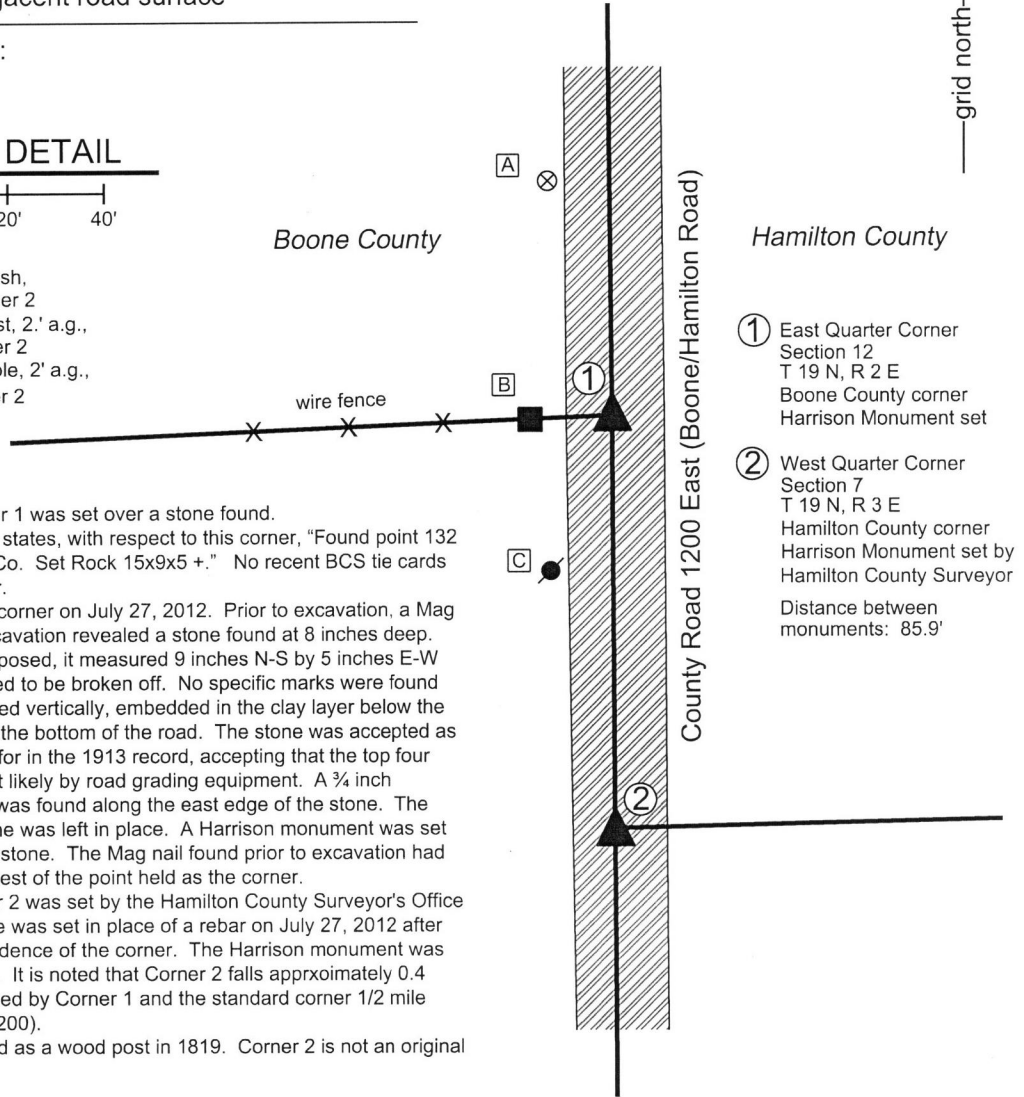 jacent road surface
:
DETAIL
20' 40'
sh,
er 2
st, 2.' a.g.,
er 2
ole, 2' a.g.,
r 2
grid north
A
Boone County
Hamilton County
County Road 1200 East (Boone/Hamilton Road)
B
1
wire fence
1 East Quarter Corner
Section 12
T 19 N, R 2 E
Boone County corner
Harrison Monument set
2 West Quarter Corner
Section 7
T 19 N, R 3 E
Hamilton County corner
Harrison Monument set by
Hamilton County Surveyor
Distance between
monuments: 85.9'
C
2
r 1 was set over a stone found.
states, with respect to this corner, “Found point 132
Co. Set Rock 15x9x5 +.” No recent BCS tie cards
r.
corner on July 27, 2012. Prior to excavation, a Mag
cavation revealed a stone found at 8 inches deep.
posed, it measured 9 inches N-S by 5 inches E-W
ed to be broken off. No specific marks were found
ed vertically, embedded in the clay layer below the
the bottom of the road. The stone was accepted as
for in the 1913 record, accepting that the top four
t likely by road grading equipment. A ¾ inch
was found along the east edge of the stone. The
ne was left in place. A Harrison monument was set
stone. The Mag nail found prior to excavation had
est of the point held as the corner.
r 2 was set by the Hamilton County Surveyor's Office
e was set in place of a rebar on July 27, 2012 after
dence of the corner. The Harrison monument was
It is noted that Corner 2 falls apprxoimately 0.4
ed by Corner 1 and the standard corner 1/2 mile
200).
d as a wood post in 1819. Corner 2 is not an original